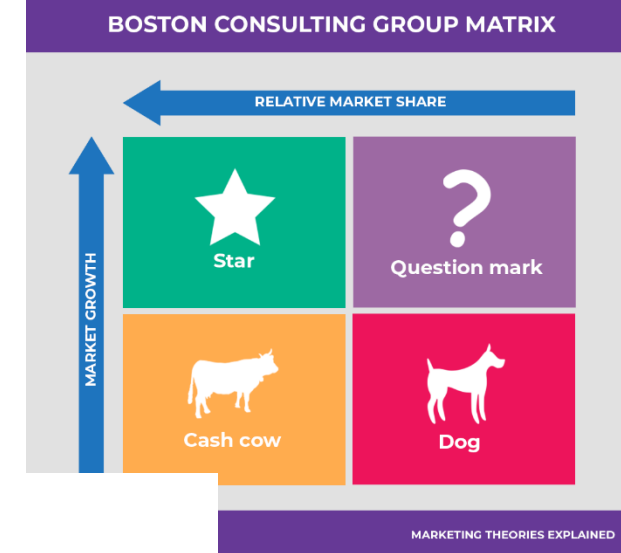 BOSTON CONSULTING GROUP MATRIX
RELATIVE MARKET SHARE
MARKET GROWTH
Star
?
Question mark
Cash cow
Dog
MARKETING THEORIES EXPLAINED